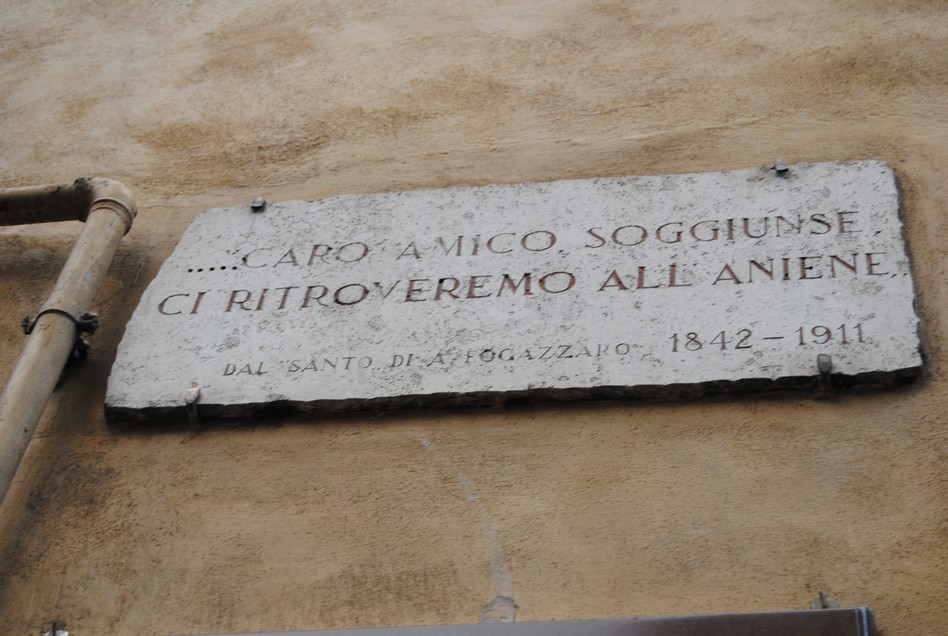 .....CARO AMICO, SOGGIUNSE,
CI RITROVEREMO ALL'ANIENE...
DAL "SANTO" DI A. FOGAZZARO - 1842 - 1911